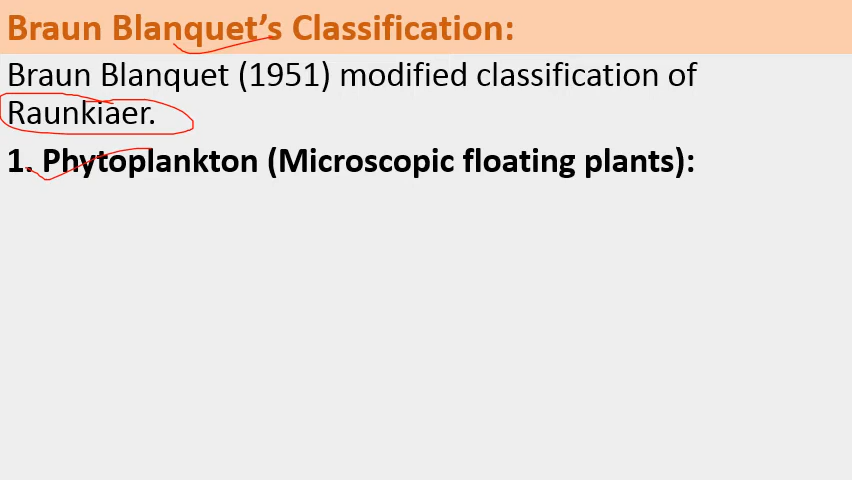 Braun Blanquet’s Classification:
Braun Blanquet (1951) modified classification of
Raunkiaer.
1. Phytoplankton (Microscopic floating plants):